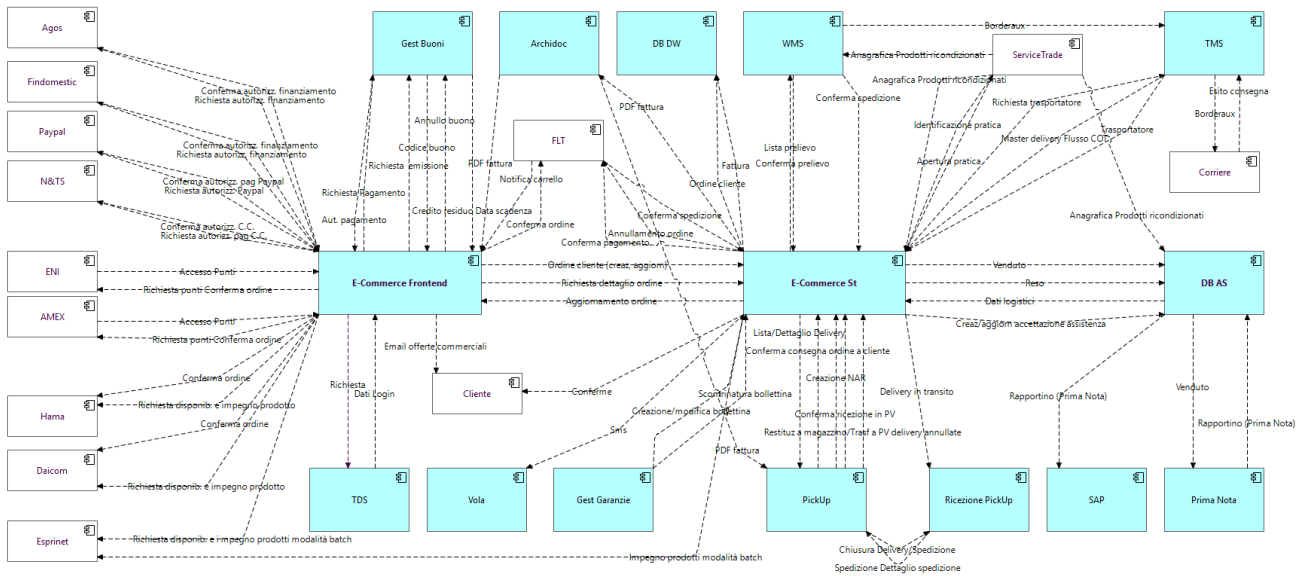 Agos
Gest Buoni
Archidoc
DB DW
WMS
Borderaux
TMS
ServiceTrade
Anagrafica Prodotti ricondizionati
Findomestic
Conferma autorizz. finanziamento
Richiesta autorizz. finanziamento
Anagrafica Prodotti ricondizionati
Esito consegna
Conferma spedizione
Richiesta trasportatore
PDF fattura
Borderaux
Annullo buono
Identificazione pratica
Trasportatore
Paypal
FLT
Master delivery Flusso COT
Conferma autorizz. finanziamento
Richiesta autorizz. finanziamento
Codice buono
Lista prelievo
Conferma prelievo
PDF fattura
Richiesta emissione
Fattura
Apertura pratica
Corriere
N&TS
Conferma autorizz. pag Paypal
Richiesta autorizz. Paypal
Notifica carrello
Ordine cliente
Richiesta Pagamento
Credito residuo Data scadenza
Conferma spedizione
Anagrafica Prodotti ricondizionati
Aut. pagamento
Conferma ordine
Conferma autorizz. C.C.
Richiesta autorizz. pag C.C.
Annullamento ordine
Conferma pagamento
ENI
Accesso Punti
Richiesta punti Conferma ordine
E-Commerce Frontend
Ordine cliente (creaz, aggiorn)
Richiesta dettaglio ordine
Aggiornamento ordine
E-Commerce St
Venduto
Reso
Dati logistici
DB AS
AMEX
Accesso Punti
Richiesta punti Conferma ordine
Creaz/aggiorn accettazione assistenza
Email offerte commerciali
Lista/Dettaglio Delivery
Conferma consegna ordine a cliente
Conferma ordine
Richiesta
Dati Login
Cliente
Conferme
Creazione NAR
Scontrinatura bollettina
Delivery in transito
Rapportino (Prima Nota)
Venduto
Hama
Richiesta disponib. e impegno prodotto
Creazione/modifica bollettina
Conferma ricezione in PV
Conferma ordine
Sms
Restituz a magazzino/Trasf a PV delivery annullate
Rapportino (Prima Nota)
PDF fattura
Daicom
Richiesta disponib. e impegno prodotto
TDS
Vola
Gest Garanzie
PickUp
Ricezione PickUp
SAP
Prima Nota
Esprinet
Richiesta disponib. e i impegno prodotti modalità batch
Impegno prodotti modalità batch
Chiusura Delivery/Spedizione
Spedizione Dettaglio spedizione